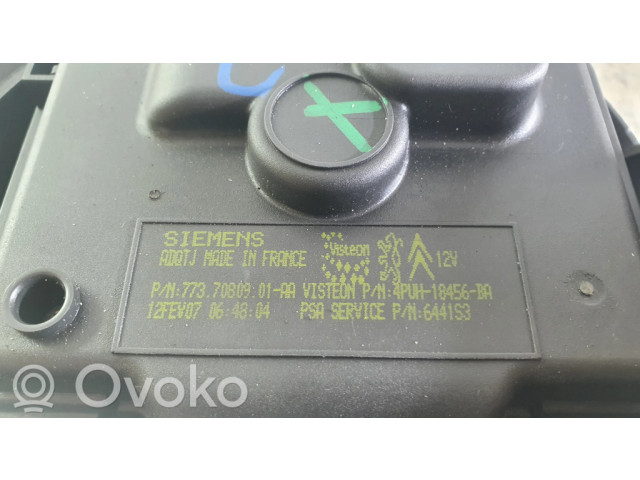 SIEMENS
ADQTJ MADE IN FRANCE Visteon 12V
P/N:773.70809.01-AA VISTEON P/N:4PUH-18456-BA
12FEV07 06:48:04 PSA SERVICE P/N:6441S3
Ovoko